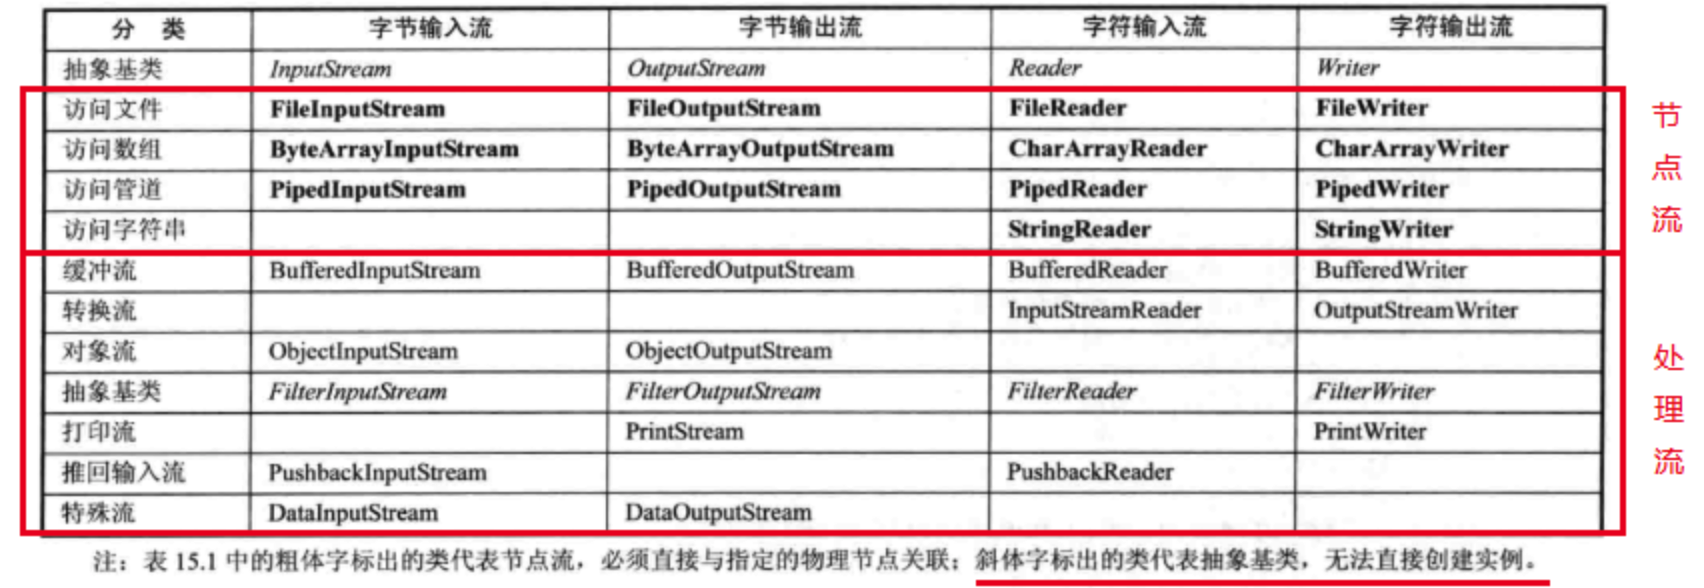 分 类 字节输入流 字节输出流 字符输入流 字符输出流
抽象基类 InputStream OutputStream Reader Writer
访问文件 FileInputStream FileOutputStream FileReader FileWriter
访问数组 ByteArrayInputStream ByteArrayOutputStream CharArrayReader CharArrayWriter
访问管道 PipedInputStream PipedOutputStream PipedReader PipedWriter
访问字符串 StringReader StringWriter
缓冲流 BufferedInputStream BufferedOutputStream BufferedReader BufferedWriter
转换流 InputStreamReader OutputStreamWriter
对象流 ObjectInputStream ObjectOutputStream
抽象基类 FilterInputStream FilterOutputStream FilterReader FilterWriter
打印流 PrintStream PrintWriter
推回输入流 PushbackInputStream PushbackReader
特殊流 DataInputStream DataOutputStream
节
点
流
处
理
流
注：表 15.1 中的粗体字标出的类代表节点流，必须直接与指定的物理节点关联；斜体字标出的类代表抽象基类，无法直接创建实例。